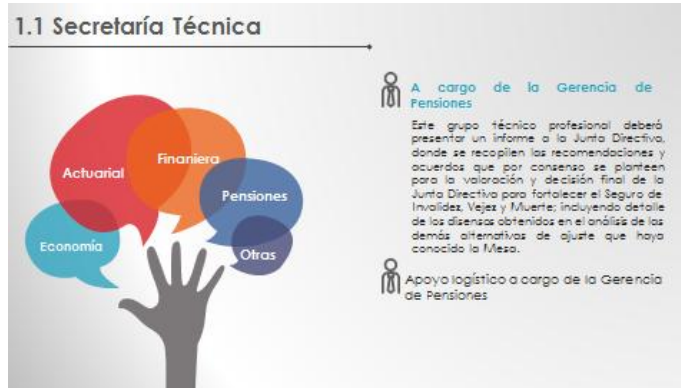 1.1 Secretaría Técnica
Actuarial
Finaniera
Pensiones
Economía
Otras
A cargo de la Gerencia de
Pensiones
Este grupo técnico profesional deberá
presentar un informe a la Junta Directiva,
donde se recopilen las recomendaciones y
acuerdos que por consenso se planteen
para la valoración y decisión final de la
Junta Directiva para fortalecer el Seguro de
Invalidez, Vejez y Muerte; incluyendo detalle
de los disensos obtenidos en el análisis de las
demás alternativas de ajuste que haya
conocido la Mesa.
Apoyo logístico a cargo de la Gerencia
de Pensiones